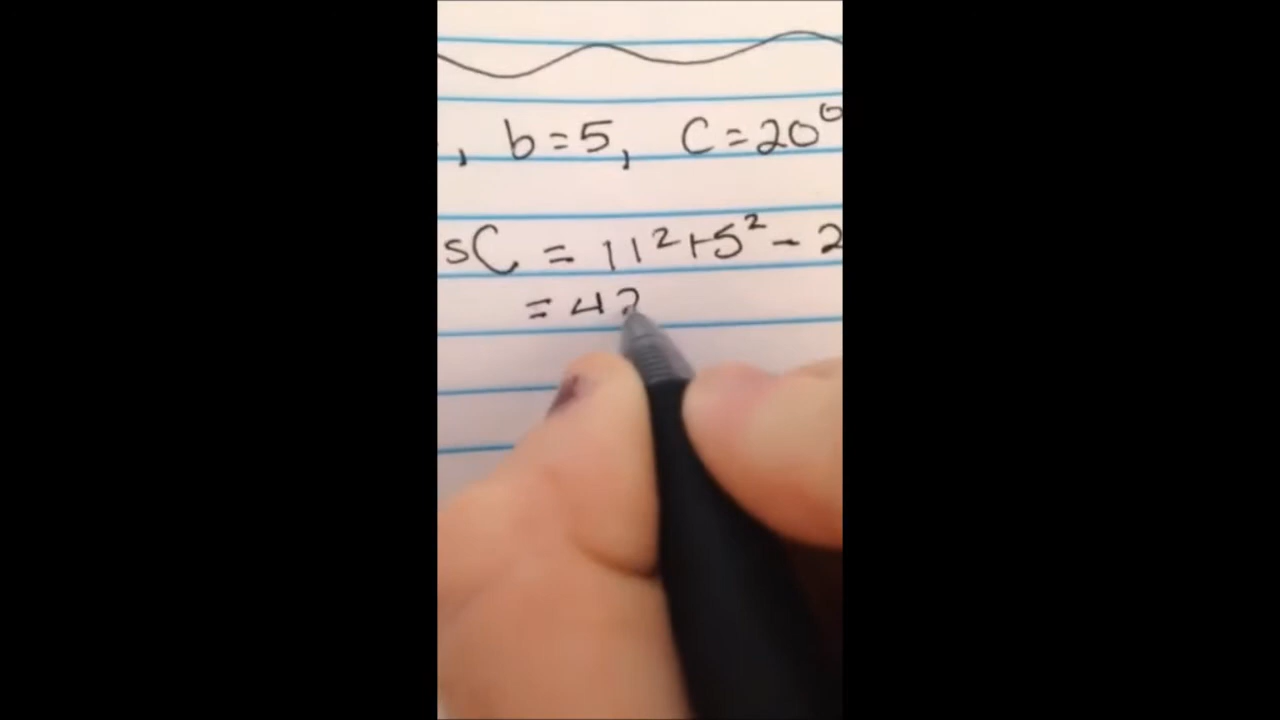 , b=5, C=20°
sC = 11²+5² - 2
= 42